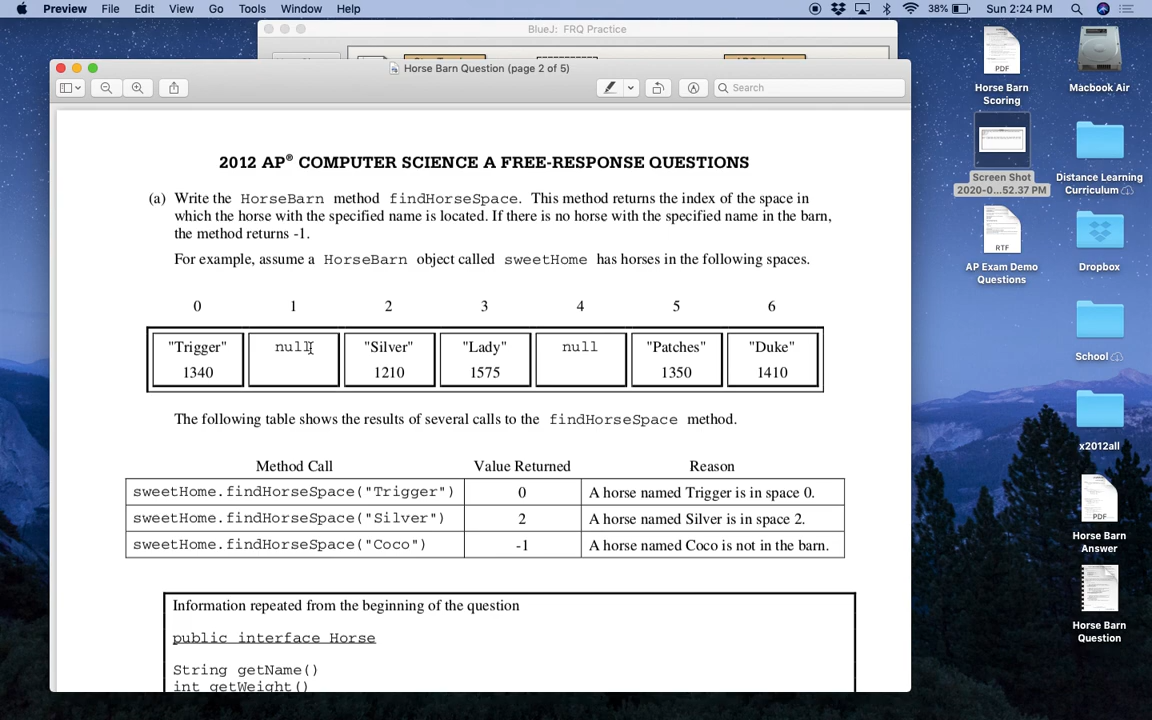 Preview File Edit View Go Tools Window Help 38% Sun 2:24 PM
BlueJ: FRQ Practice
Horse Barn Question (page 2 of 5)
Search
2012 AP® COMPUTER SCIENCE A FREE-RESPONSE QUESTIONS
(a) Write the HorseBarn method findHorseSpace. This method returns the index of the space in
which the horse with the specified name is located. If there is no horse with the specified name in the barn,
the method returns -1.
For example, assume a HorseBarn object called sweetHome has horses in the following spaces.
0 1 2 3 4 5 6
"Trigger" null "Silver" "Lady" null "Patches" "Duke"
1340 1210 1575 1350 1410
The following table shows the results of several calls to the findHorseSpace method.
Method Call Value Returned Reason
sweetHome.findHorseSpace("Trigger") 0 A horse named Trigger is in space 0.
sweetHome.findHorseSpace("Silver") 2 A horse named Silver is in space 2.
sweetHome.findHorseSpace("Coco") -1 A horse named Coco is not in the barn.
Information repeated from the beginning of the question
public interface Horse
String getName()
int getWeight()
PDF
Horse Barn
Scoring
Macbook Air
Screen Shot
2020-0...52.37 PM
Distance Learning
Curriculum
RTF
AP Exam Demo
Questions
Dropbox
School
x2012all
PDF
Horse Barn
Answer
Horse Barn
Question